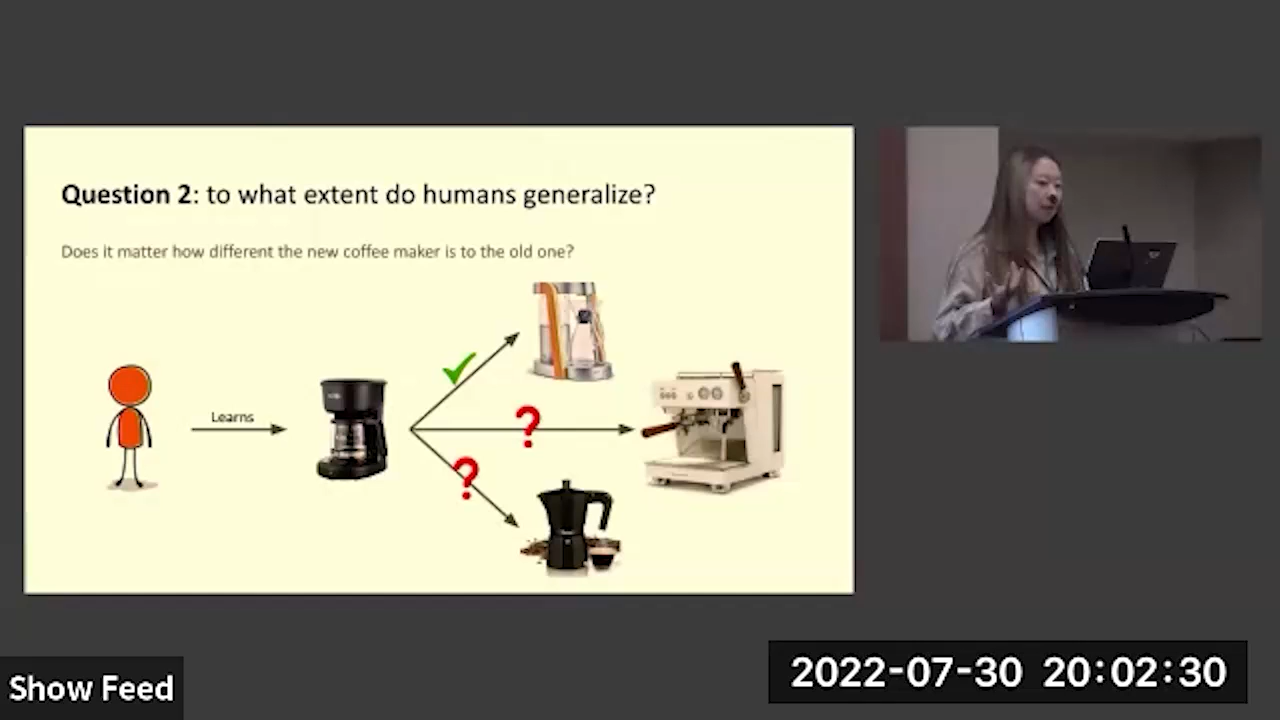 Question 2: to what extent do humans generalize?
Does it matter how different the new coffee maker is to the old one?
Learns
?
?
Show Feed
2022-07-30 20:02:30